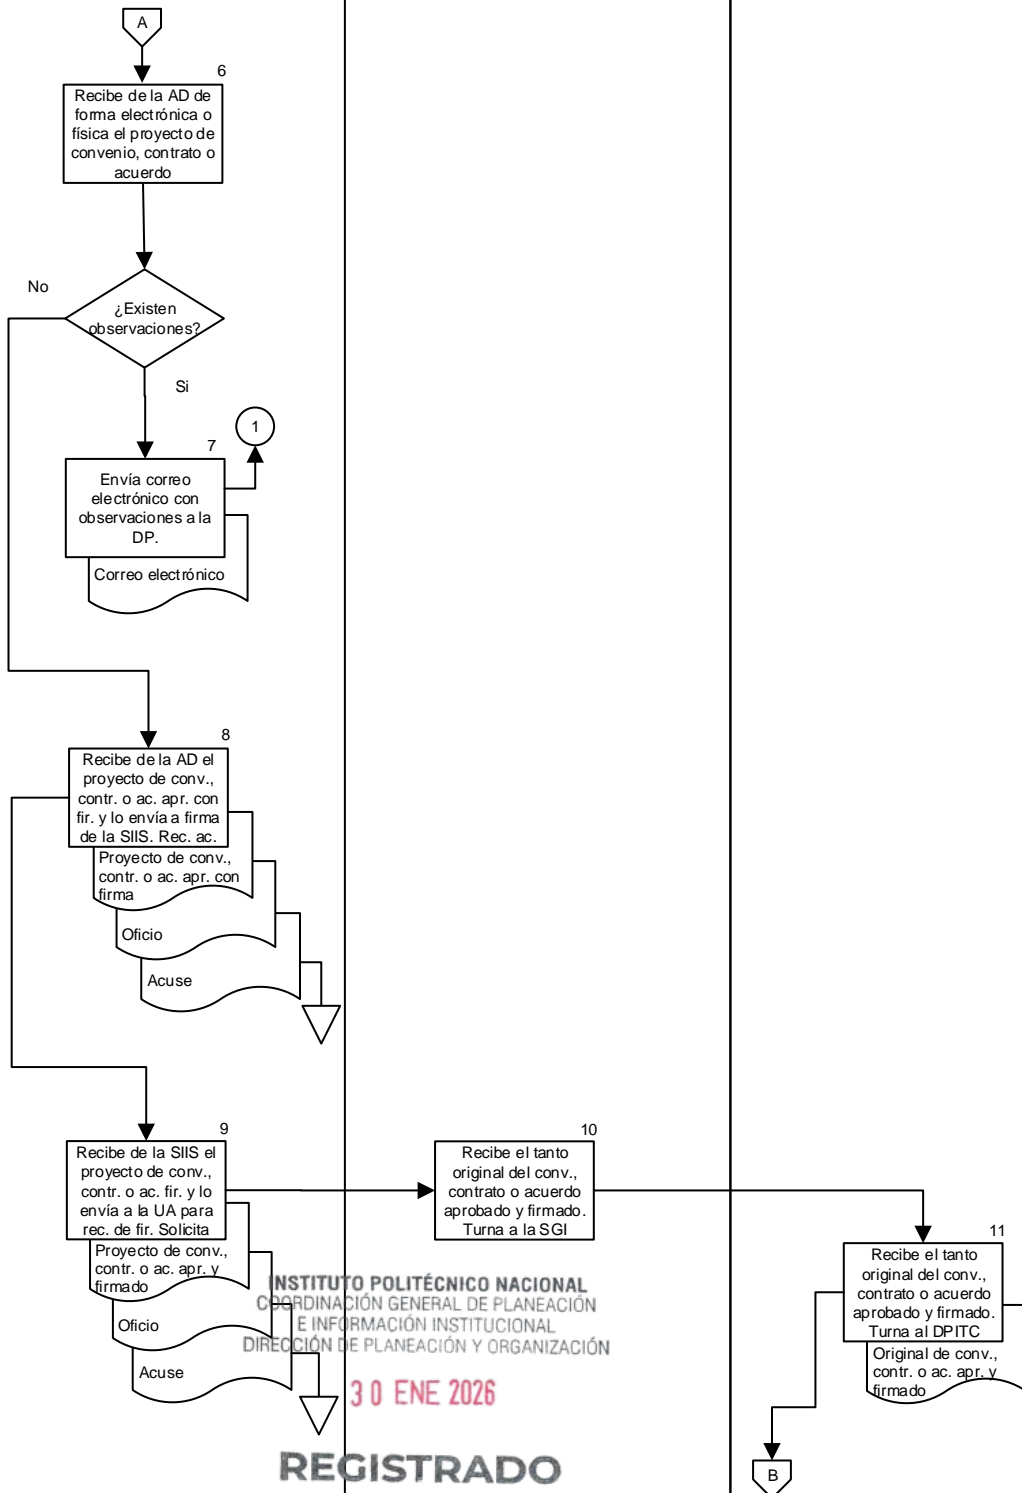 A
6
Recibe de la AD de
forma electrónica o
física el proyecto de
convenio, contrato o
acuerdo
No
¿Existen
observaciones?
Si
1
7
Envía correo
electrónico con
observaciones a la
DP.
Correo electrónico
8
Recibe de la AD el
proyecto de conv.,
contr. o ac. apr. con
fir. y lo envía a firma
de la SIIS. Rec. ac.
Proyecto de conv.,
contr. o ac. apr. con
firma
Oficio
Acuse
9
Recibe de la SIIS el
proyecto de conv.,
contr. o ac. fir. y lo
envía a la UA para
rec. de fir. Solicita
Proyecto de conv.,
contr. o ac. apr. y
firmado
Oficio
Acuse
10
Recibe el tanto
original del conv.,
contrato o acuerdo
aprobado y firmado.
Turna a la SGI
11
Recibe el tanto
original del conv.,
contrato o acuerdo
aprobado y firmado.
Turna al DPITC
Original de conv.,
contr. o ac. apr. y
firmado
B
INSTITUTO POLITÉCNICO NACIONAL
COORDINACIÓN GENERAL DE PLANEACIÓN
E INFORMACIÓN INSTITUCIONAL
DIRECCIÓN DE PLANEACIÓN Y ORGANIZACIÓN
30 ENE 2026
REGISTRADO